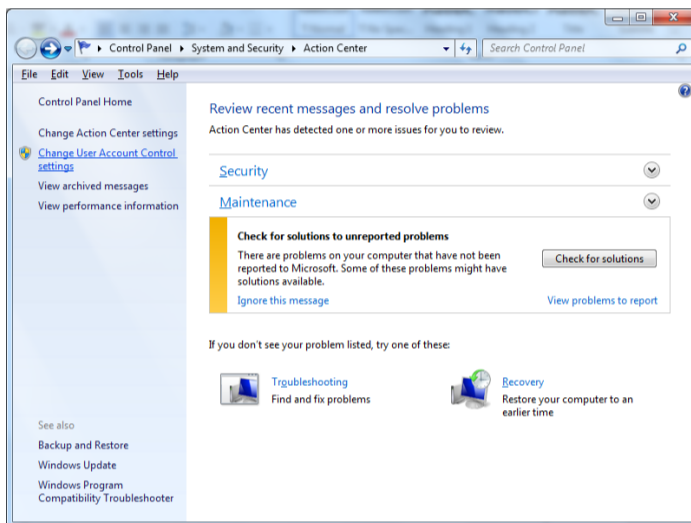 Control Panel ▸ System and Security ▸ Action Center
Search Control Panel
File Edit View Tools Help
Control Panel Home
Change Action Center settings
Change User Account Control
settings
View archived messages
View performance information
See also
Backup and Restore
Windows Update
Windows Program
Compatibility Troubleshooter
Review recent messages and resolve problems
Action Center has detected one or more issues for you to review.
Security
Maintenance
Check for solutions to unreported problems
There are problems on your computer that have not been
reported to Microsoft. Some of these problems might have
solutions available.
Check for solutions
Ignore this message
View problems to report
If you don't see your problem listed, try one of these:
Troubleshooting
Find and fix problems
Recovery
Restore your computer to an
earlier time